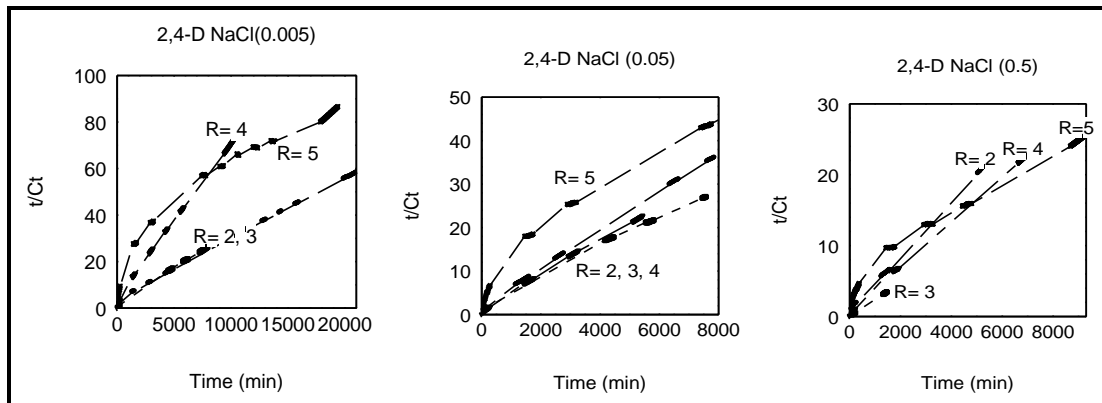 2,4-D NaCl(0.005)
t/Ct
100
80
60
40
20
0
R= 4
R= 5
R= 2, 3
0 5000 10000 15000 20000
Time (min)
2,4-D NaCl (0.05)
t/Ct
50
40
30
20
10
0
R= 5
R= 2, 3, 4
0 2000 4000 6000 8000
Time (min)
2,4-D NaCl (0.5)
t/Ct
30
20
10
0
R= 2
R= 4
R=5
R= 3
0 2000 4000 6000 8000
Time (min)